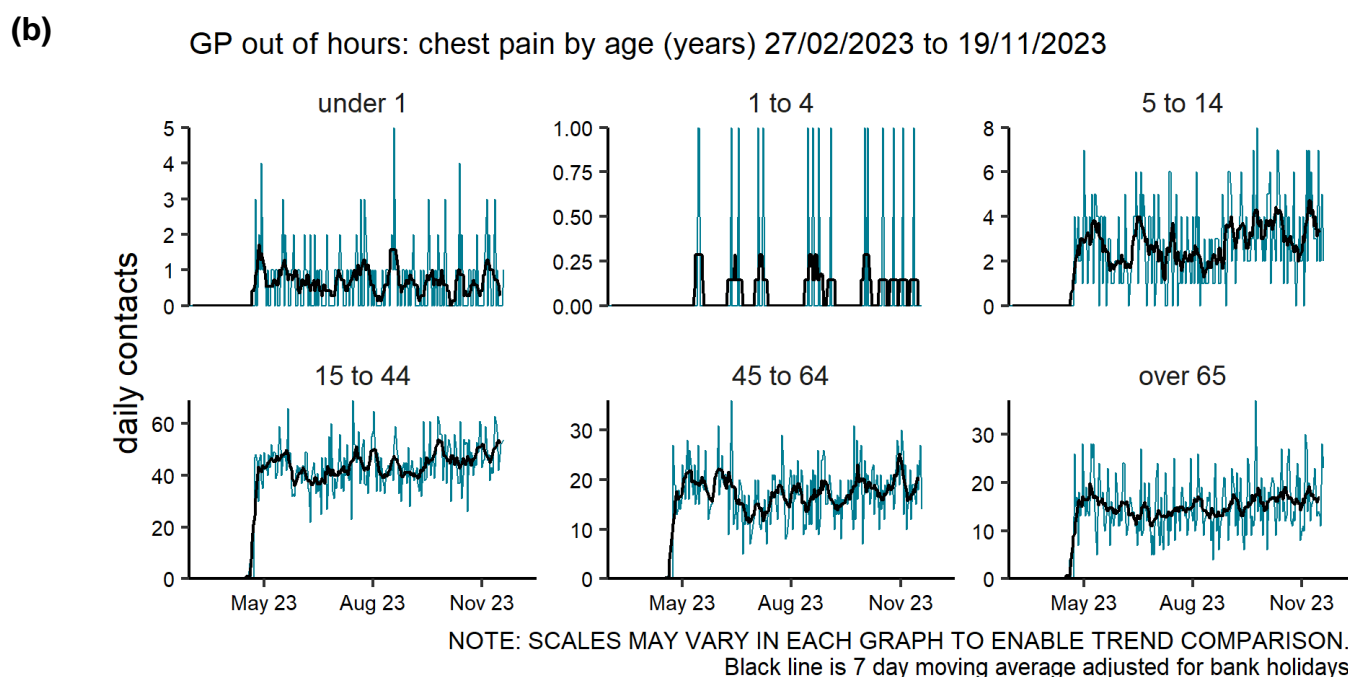 (b)
GP out of hours: chest pain by age (years) 27/02/2023 to 19/11/2023
under 1
1 to 4
5 to 14
5
4
3
2
1
0
1.00
0.75
0.50
0.25
0.00
8
6
4
2
0
daily contacts
15 to 44
45 to 64
over 65
60
40
20
0
30
20
10
0
30
20
10
0
May 23 Aug 23 Nov 23
May 23 Aug 23 Nov 23
May 23 Aug 23 Nov 23
NOTE: SCALES MAY VARY IN EACH GRAPH TO ENABLE TREND COMPARISON.
Black line is 7 day moving average adjusted for bank holidays